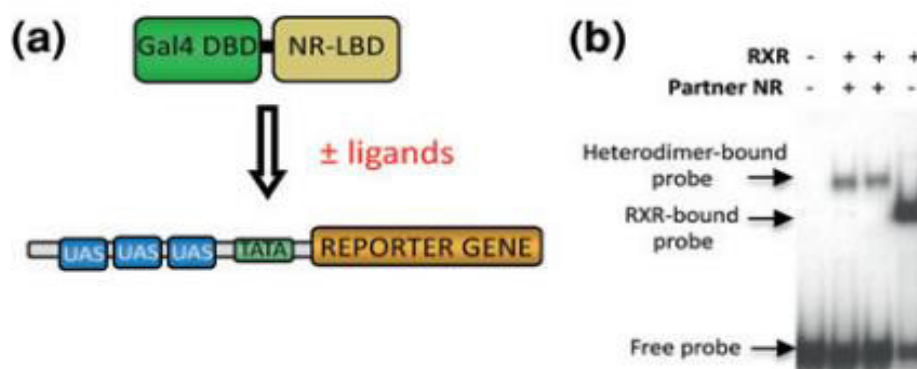 (a)
Gal4 DBD NR-LBD
± ligands
UAS UAS UAS TATA REPORTER GENE
(b)
RXR - + + +
Partner NR - + + -
Heterodimer-bound
probe
RXR-bound
probe
Free probe